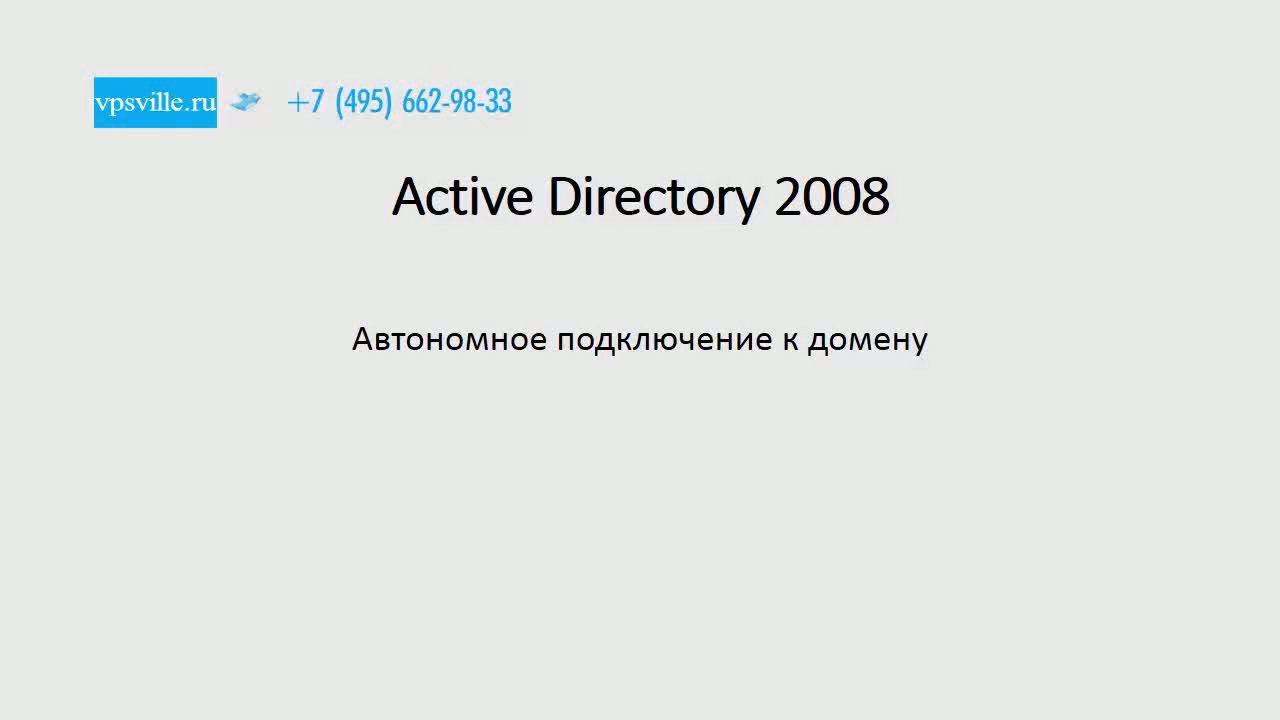 vpsville.ru +7 (495) 662-98-33
Active Directory 2008
Автономное подключение к домену